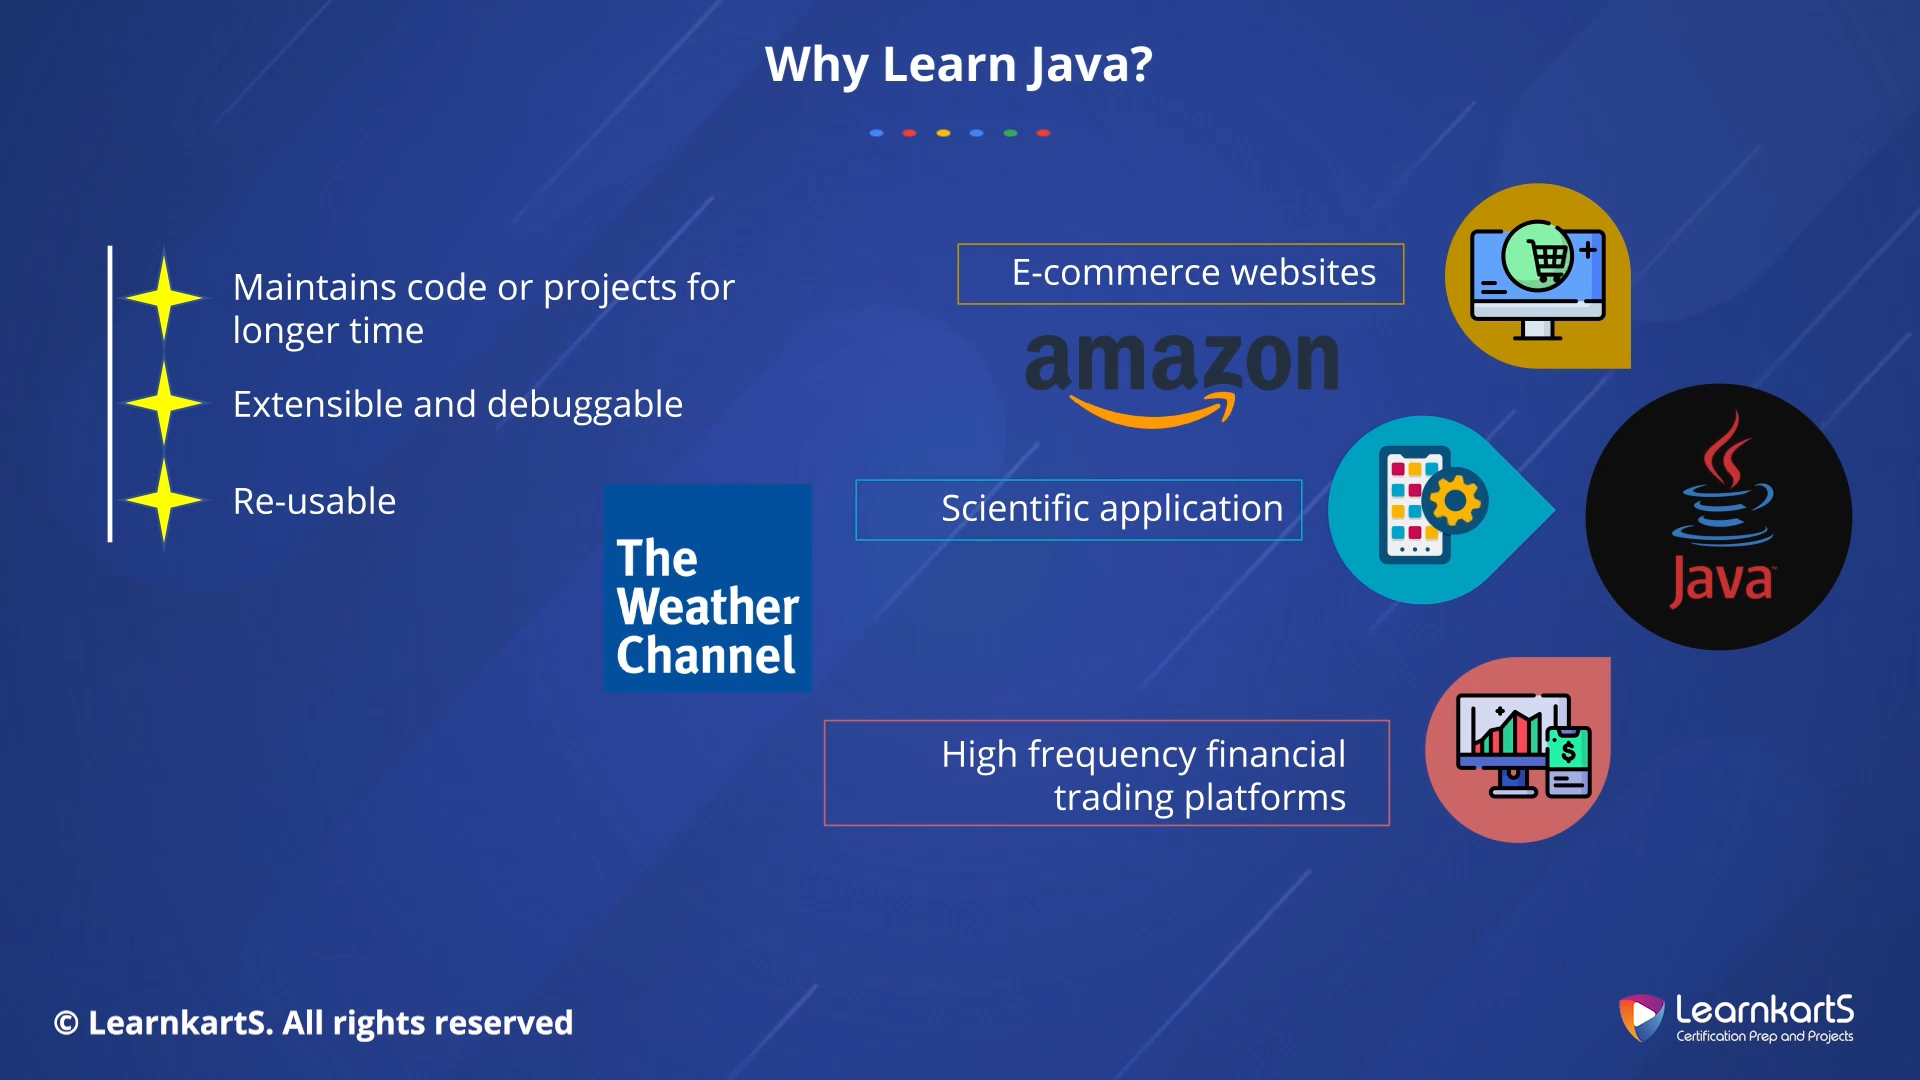 Why Learn Java?
Maintains code or projects for
longer time
Extensible and debuggable
Re-usable
E-commerce websites
amazon
Scientific application
The
Weather
Channel
High frequency financial
trading platforms
$
Java™
© LearnkartS. All rights reserved
LearnkartS
Certification Prep and Projects